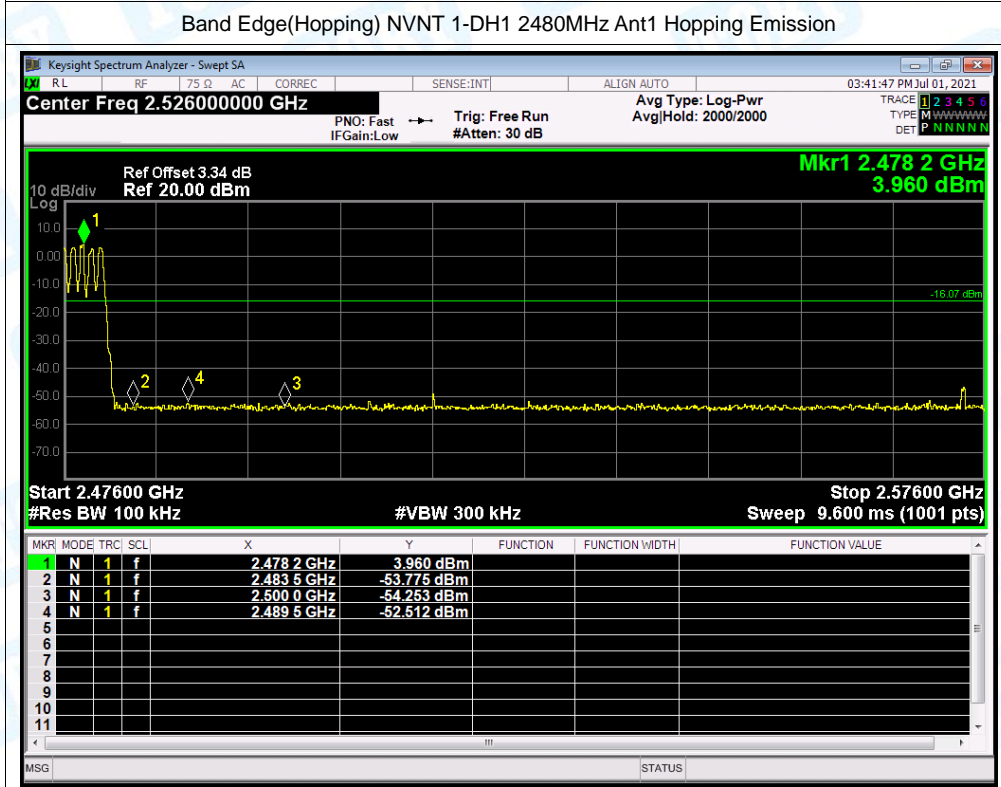 Band Edge(Hopping) NVNT 1-DH1 2480MHz Ant1 Hopping Emission
Keysight Spectrum Analyzer - Swept SA
LXI RL RF 75 Ω AC CORREC SENSE:INT ALIGN AUTO 03:41:47 PM Jul 01, 2021
Center Freq 2.526000000 GHz
PNO: Fast
IFGain:Low
Trig: Free Run
#Atten: 30 dB
Avg Type: Log-Pwr
Avg|Hold: 2000/2000
TRACE 1 2 3 4 5 6
TYPE M W W W W W
DET P N N N N N
Mkr1 2.478 2 GHz
3.960 dBm
Ref Offset 3.34 dB
10 dB/div Ref 20.00 dBm
Log
10.0
0.00
-10.0
-20.0
-30.0
-40.0
-50.0
-60.0
-70.0
1
2
4
3
-16.07 dBm
Start 2.47600 GHz Stop 2.57600 GHz
#Res BW 100 kHz #VBW 300 kHz Sweep 9.600 ms (1001 pts)
MKR MODE TRC SCL X Y FUNCTION FUNCTION WIDTH FUNCTION VALUE
1 N 1 f 2.478 2 GHz 3.960 dBm
2 N 1 f 2.483 5 GHz -53.775 dBm
3 N 1 f 2.500 0 GHz -54.253 dBm
4 N 1 f 2.489 5 GHz -52.512 dBm
5
6
7
8
9
10
11
MSG STATUS